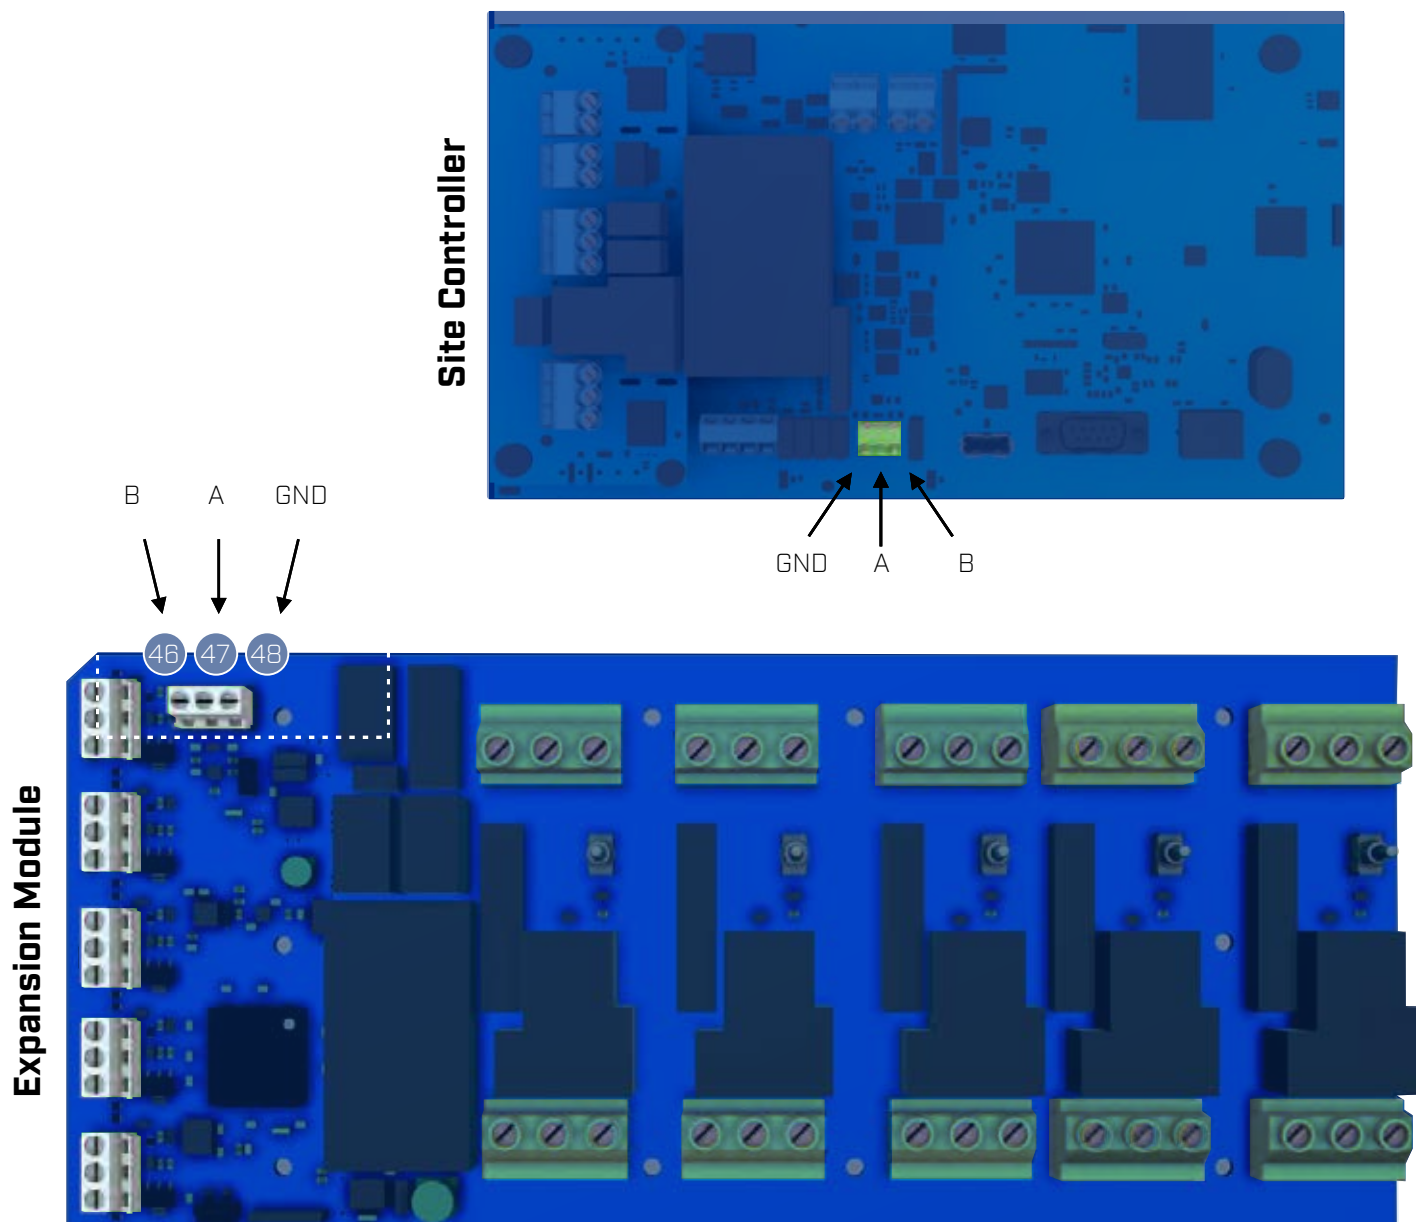 Site Controller
GND A B
B A GND
46 47 48
Expansion Module